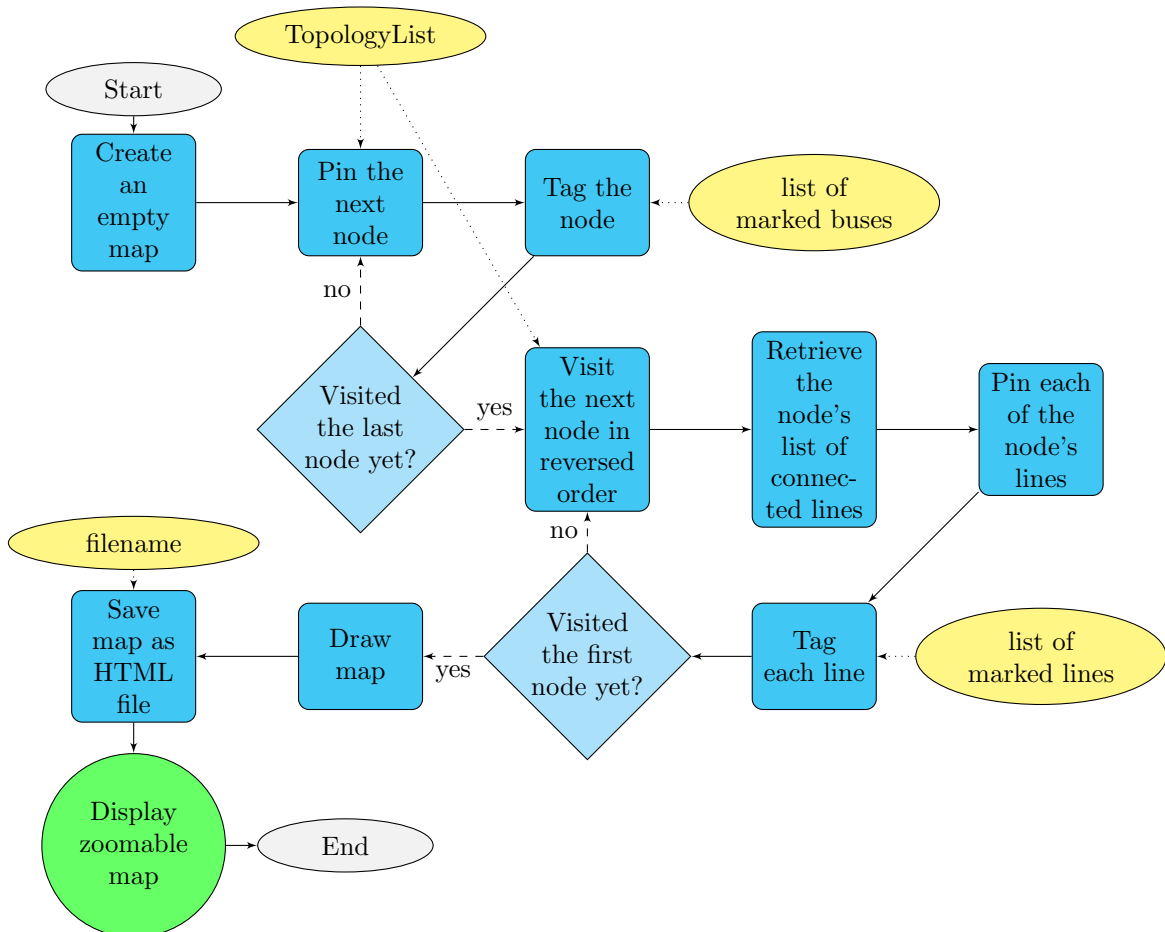 TopologyList
Start
Create
an
empty
map
Pin the
next
node
Tag the
node
list of
marked buses
no
Visited
the last
node yet?
yes
Visit
the next
node in
reversed
order
Retrieve
the
node's
list of
connec-
ted lines
Pin each
of the
node's
lines
filename
no
Save
map as
HTML
file
Draw
map
yes
Visited
the first
node yet?
Tag
each line
list of
marked lines
Display
zoomable
map
End